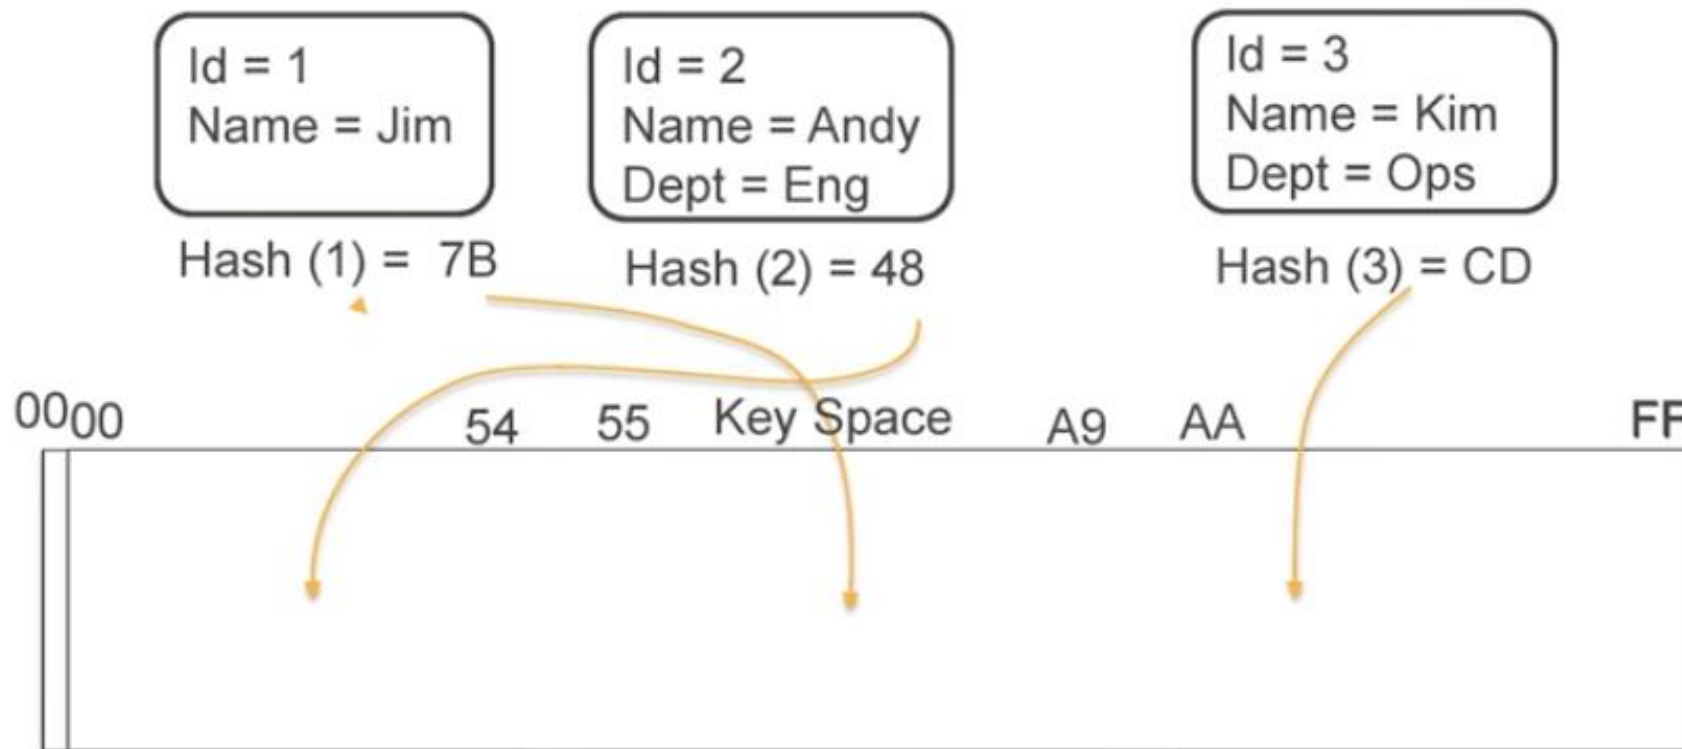 Id = 1
Name = Jim
Id = 2
Name = Andy
Dept = Eng
Id = 3
Name = Kim
Dept = Ops
Hash (1) = 7B
Hash (2) = 48
Hash (3) = CD
0000 54 55 Key Space A9 AA FF